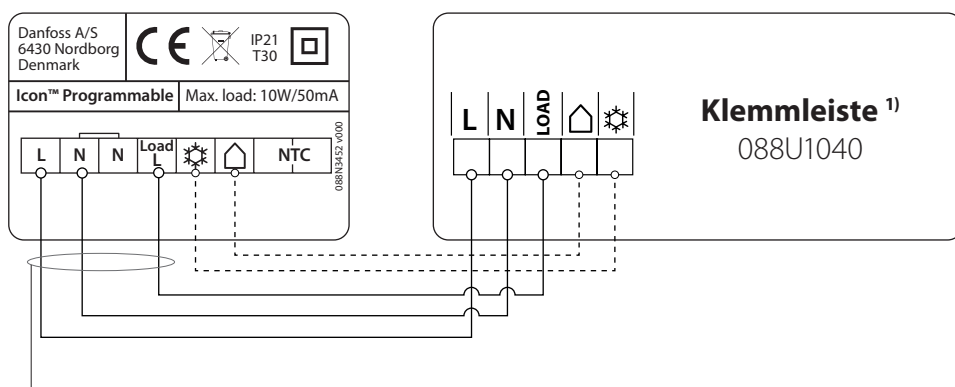 Danfoss A/S
6430 Nordborg
Denmark
CE
IP21
T30
Icon™ Programmable
Max. load: 10W/50mA
L N N Load L NTC
088N3452 v000
L N LOAD
Klemmleiste 1)
088U1040